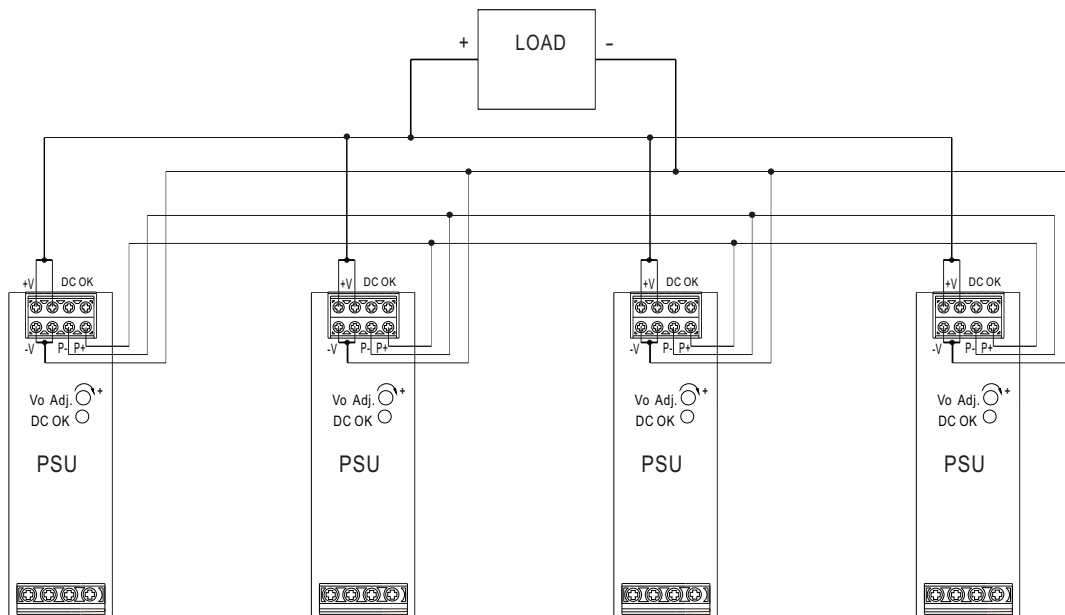 + LOAD -
+V DC OK +V DC OK +V DC OK +V DC OK
-V P- P+ -V P- P+ -V P- P+ -V P- P+
Vo Adj. + Vo Adj. + Vo Adj. + Vo Adj. +
DC OK DC OK DC OK DC OK
PSU PSU PSU PSU